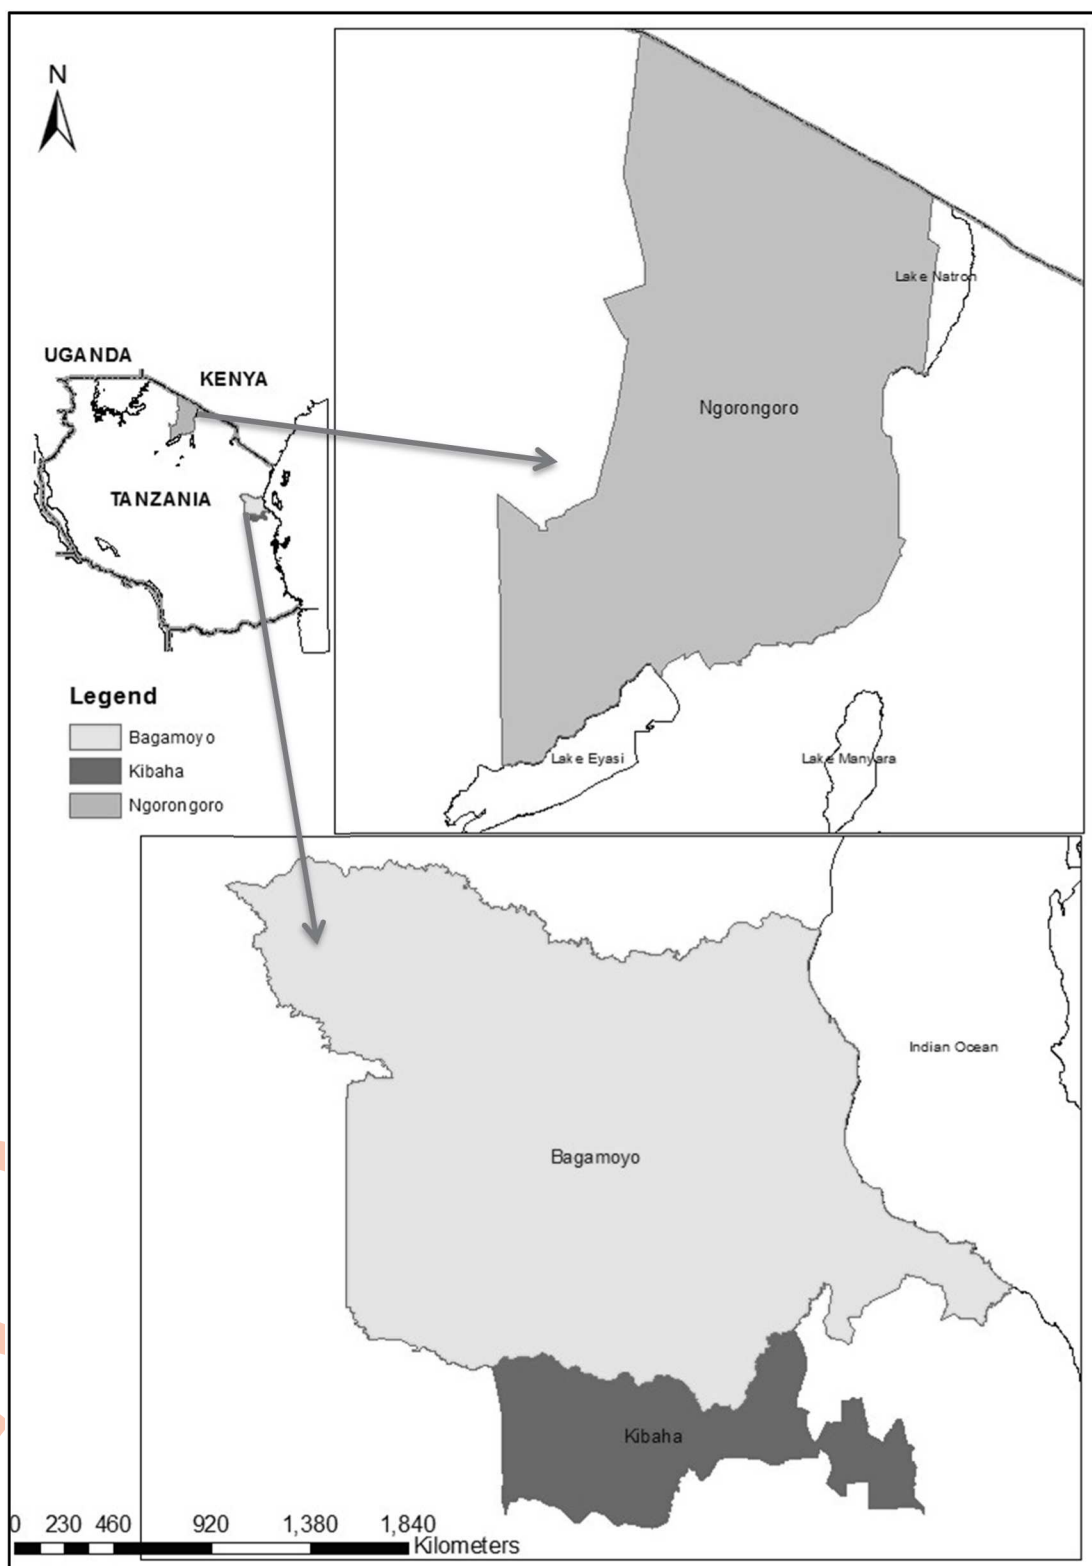 N
UGANDA
KENYA
TANZANIA
Legend
Bagamoyo
Kibaha
Ngorongoro
Lake Natron
Ngorongoro
Lake Eyasi
Lake Manyara
Indian Ocean
Bagamoyo
Kibaha
0 230 460 920 1,380 1,840
Kilometers